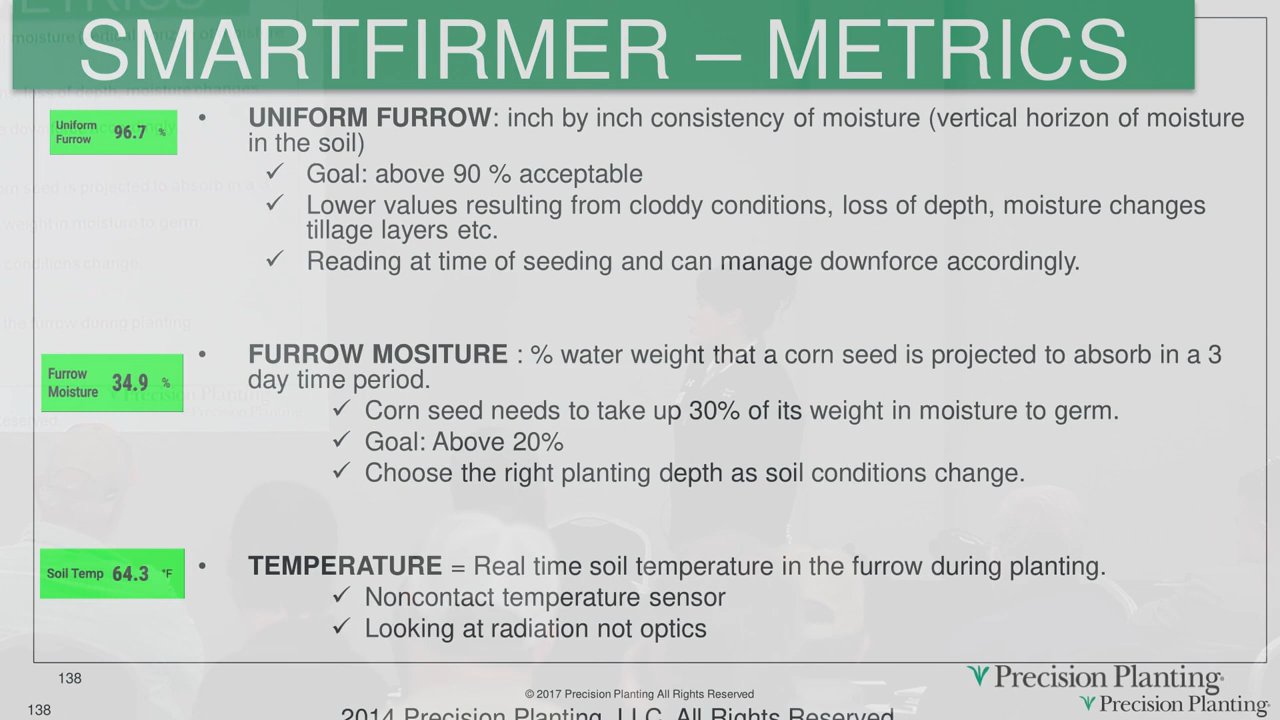 SMARTFIRMER – METRICS
Uniform Furrow 96.7 %
• UNIFORM FURROW: inch by inch consistency of moisture (vertical horizon of moisture
in the soil)
✓ Goal: above 90 % acceptable
✓ Lower values resulting from cloddy conditions, loss of depth, moisture changes
tillage layers etc.
✓ Reading at time of seeding and can manage downforce accordingly.
Furrow Moisture 34.9 %
• FURROW MOSITURE : % water weight that a corn seed is projected to absorb in a 3
day time period.
✓ Corn seed needs to take up 30% of its weight in moisture to germ.
✓ Goal: Above 20%
✓ Choose the right planting depth as soil conditions change.
Soil Temp 64.3 °F
• TEMPERATURE = Real time soil temperature in the furrow during planting.
✓ Noncontact temperature sensor
✓ Looking at radiation not optics
138
Precision Planting
© 2017 Precision Planting All Rights Reserved
Precision Planting
138
2014 Precision Planting, LLC. All Rights Reserved